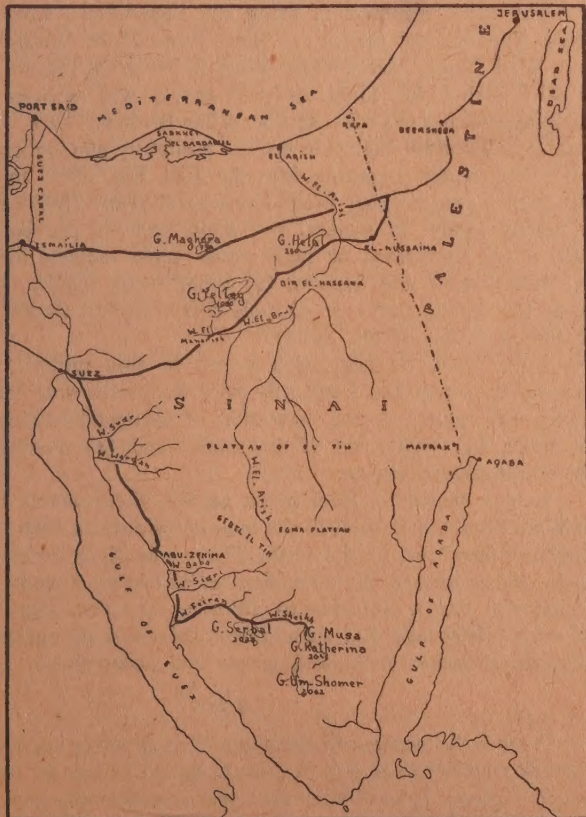 JERUSALEM
DEAD SEA
PALESTINE
MEDITERRANEAN SEA
PORT SAID
SABKHET
EL BARDAWIL
RAFA
BEERSHEBA
EL ARISH
W. EL. Arish
SUEZ CANAL
ISMAILIA
G. Maghara
G. Helal
EL-KUSSAIMA
BIR EL-HASSANA
G. Yelleg
W. El. Bruk
W. El
SUEZ
SINAI
W. Sudr
W. Wardan
PLATEAU OF EL TIH
MAFRAK
AQABA
W. EL. Arish
GEBEL EL TIH
EGMA PLATEAU
ABU-ZENIMA
W. Baba
W. Sidri
W. Feiran
W. Sheikh
G. Serbal
G. Musa
G. Katherina
G. Um-Shomer
GULF OF SUEZ
GULF OF AQABA